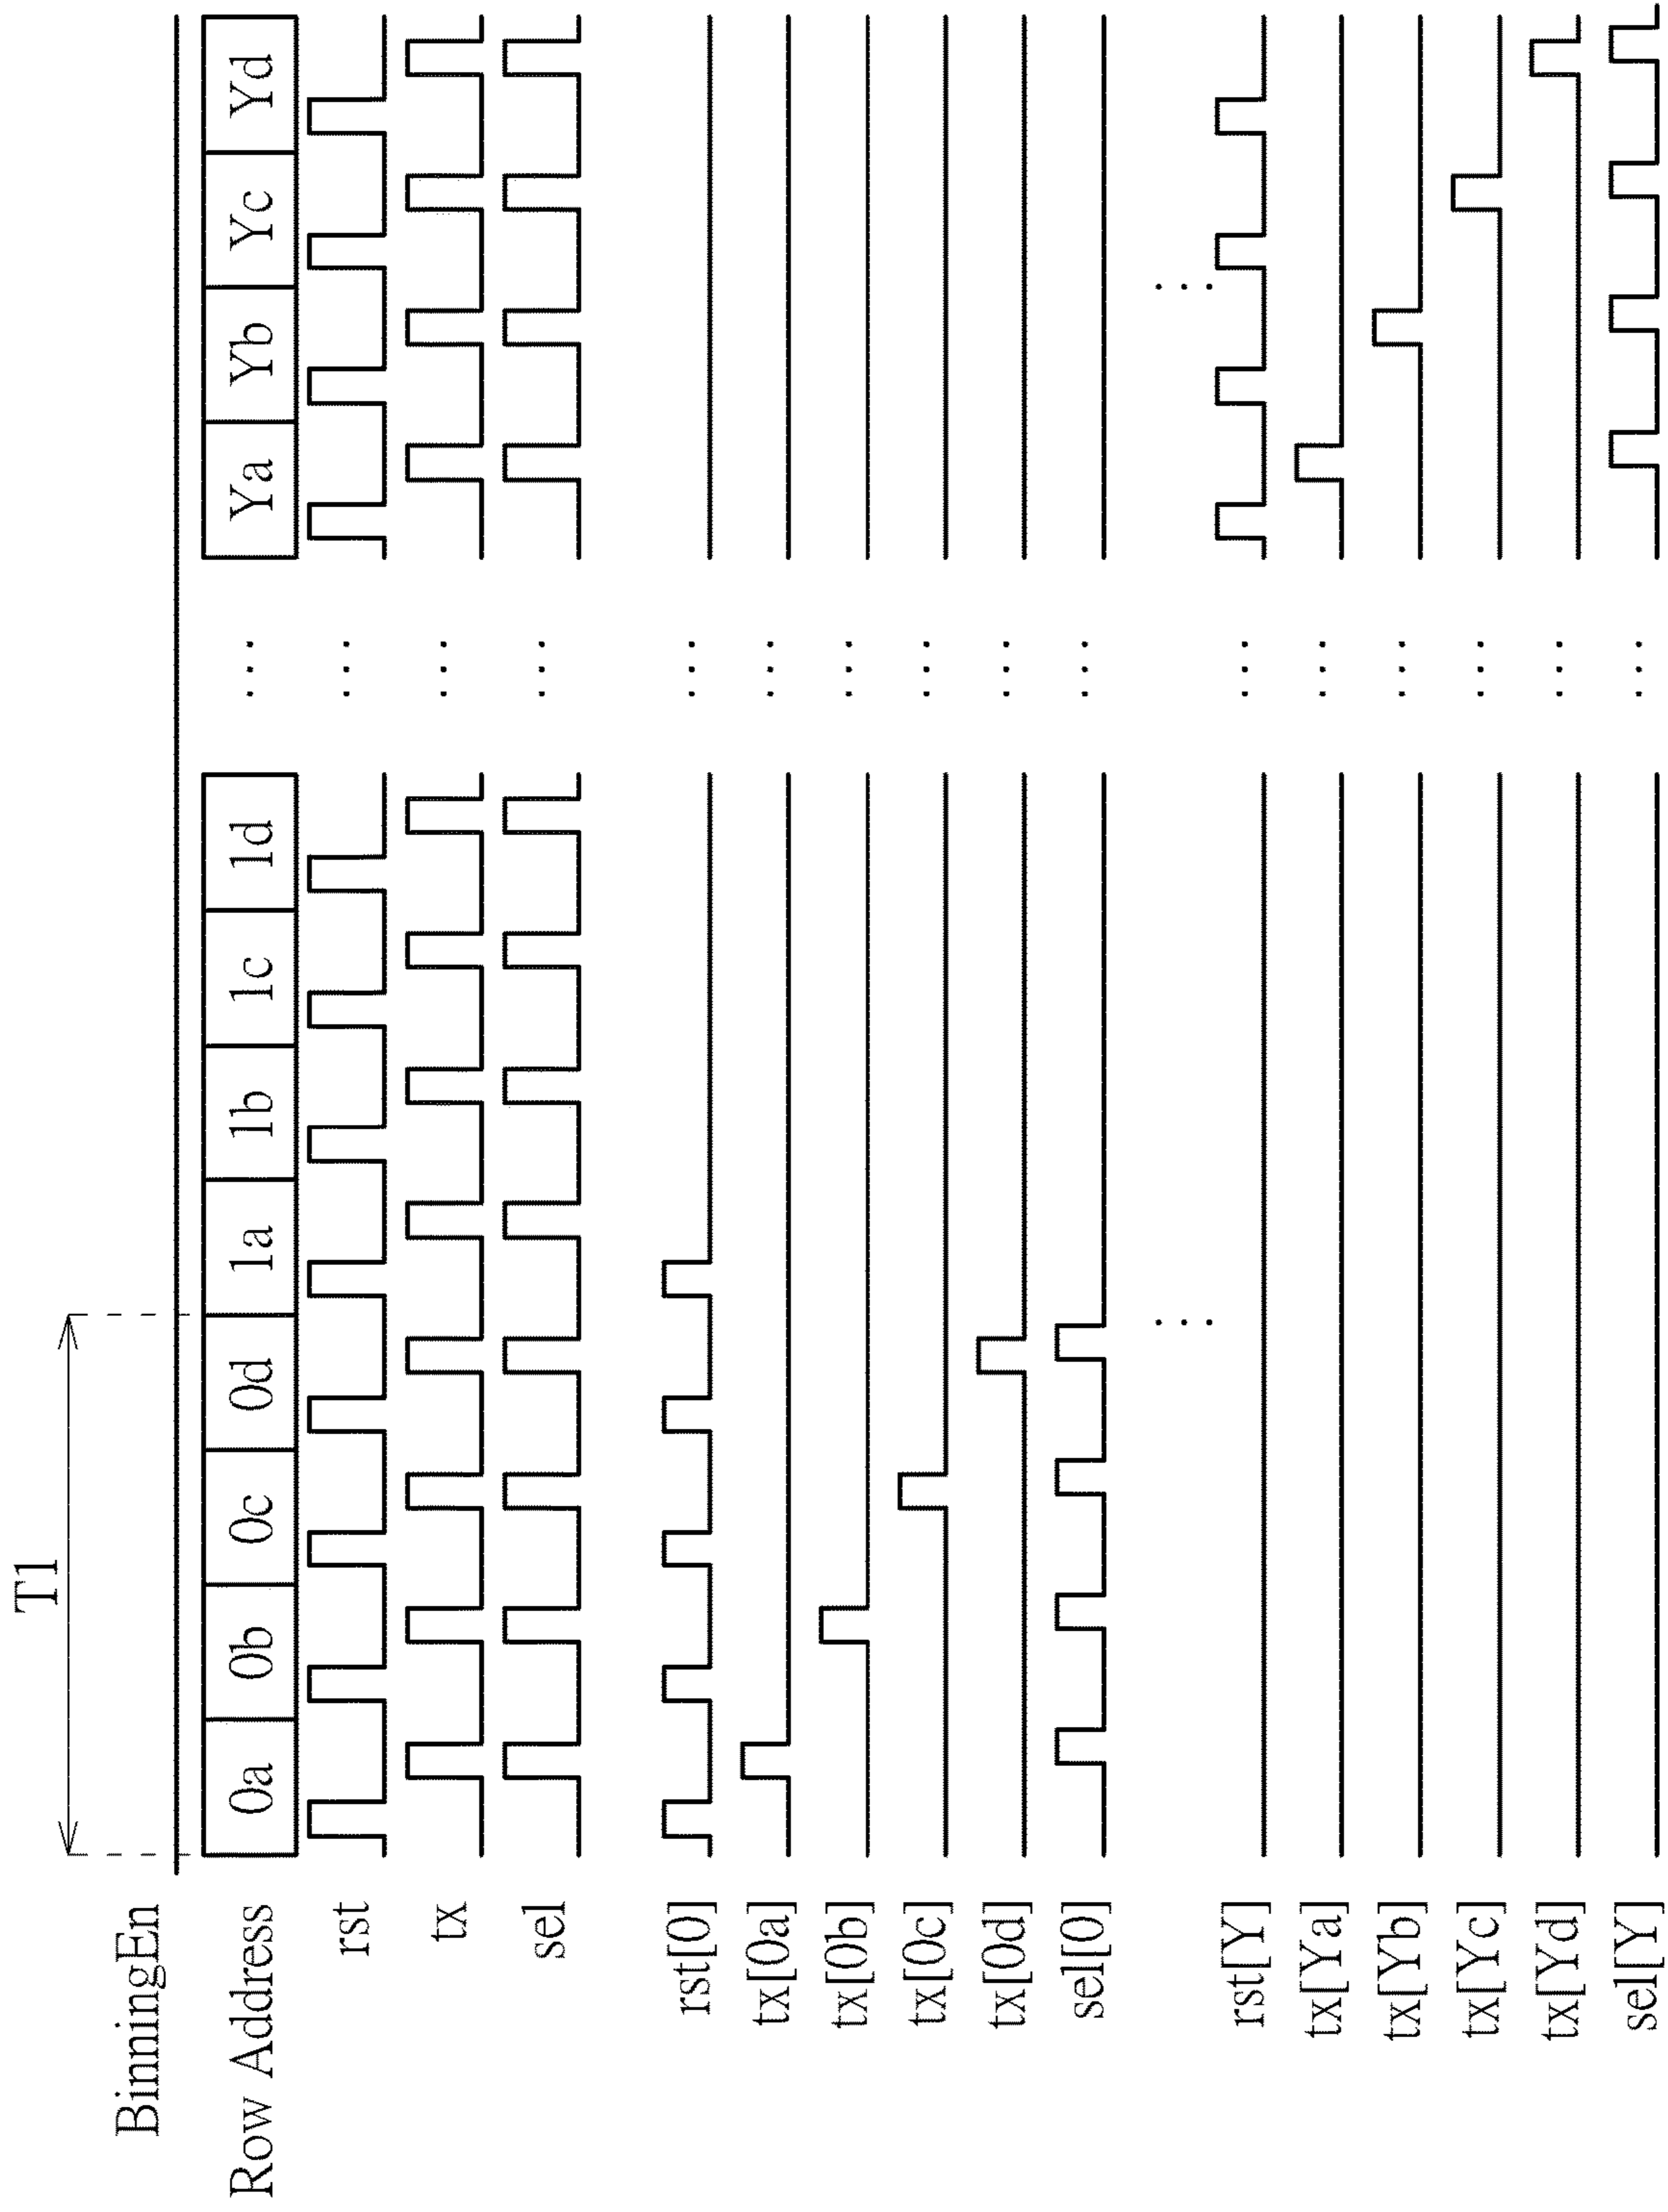 T1
BinningEn
Row Address 0a 0b 0c 0d 1a 1b 1c 1d ... Ya Yb Yc Yd
rst ...
tx ...
sel ...
rst[0] ...
tx[0a] ...
tx[0b] ...
tx[0c] ...
tx[0d] ...
sel[0] ...
... ...
rst[Y] ...
tx[Ya] ...
tx[Yb] ...
tx[Yc] ...
tx[Yd] ...
sel[Y] ...